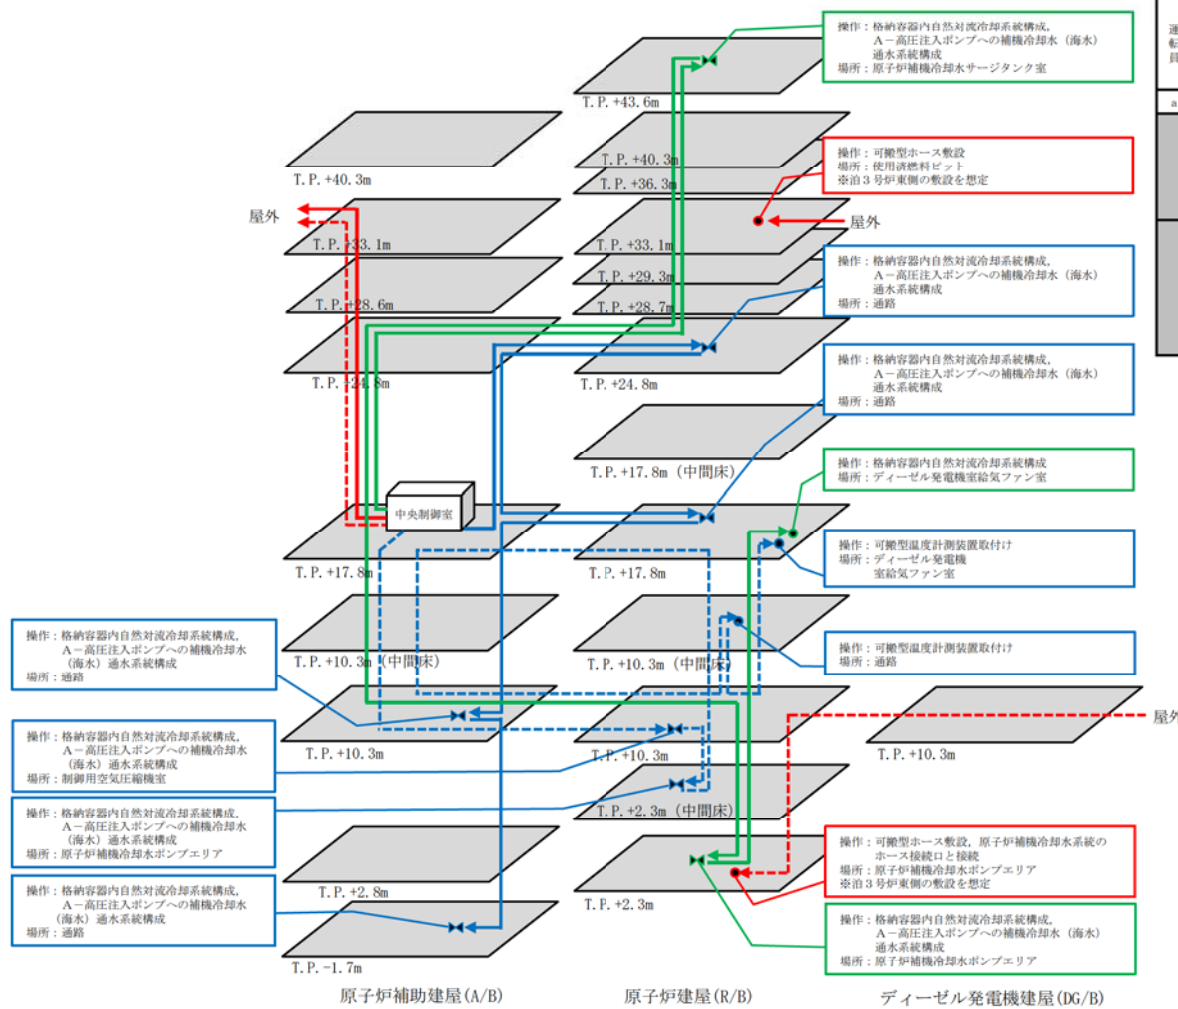 操作：格納容器内自然対流冷却系統構成，
A－高圧注入ポンプへの補機冷却水（海水）
通水系統構成
場所：原子炉補機冷却水サージタンク室
運
転
員
a
T.P.+43.6m
T.P.+40.3m
T.P.+40.3m
T.P.+36.3m
操作：可搬型ホース敷設
場所：使用済燃料ピット
※泊３号炉東側の敷設を想定
屋外
屋外
T.P.+33.1m
T.P.+33.1m
T.P.+29.3m
T.P.+28.6m
T.P.+28.7m
操作：格納容器内自然対流冷却系統構成，
A－高圧注入ポンプへの補機冷却水（海水）
通水系統構成
場所：通路
T.P.+24.8m
T.P.+24.8m
操作：格納容器内自然対流冷却系統構成，
A－高圧注入ポンプへの補機冷却水（海水）
通水系統構成
場所：通路
T.P.+17.8m（中間床）
操作：格納容器内自然対流冷却系統構成
場所：ディーゼル発電機室給気ファン室
中央制御室
T.P.+17.8m
T.P.+17.8m
操作：可搬型温度計測装置取付け
場所：ディーゼル発電機
室給気ファン室
操作：格納容器内自然対流冷却系統構成，
A－高圧注入ポンプへの補機冷却水
（海水）通水系統構成
場所：通路
T.P.+10.3m（中間床）
T.P.+10.3m（中間床）
操作：可搬型温度計測装置取付け
場所：通路
屋外
操作：格納容器内自然対流冷却系統構成，
A－高圧注入ポンプへの補機冷却水
（海水）通水系統構成
場所：制御用空気圧縮機室
T.P.+10.3m
T.P.+10.3m
T.P.+10.3m
操作：格納容器内自然対流冷却系統構成，
A－高圧注入ポンプへの補機冷却水
（海水）通水系統構成
場所：原子炉補機冷却水ポンプエリア
T.P.+2.3m（中間床）
操作：可搬型ホース敷設，原子炉補機冷却水系統の
ホース接続口と接続
場所：原子炉補機冷却水ポンプエリア
※泊３号炉東側の敷設を想定
T.P.+2.8m
T.P.+2.3m
操作：格納容器内自然対流冷却系統構成，
A－高圧注入ポンプへの補機冷却水
（海水）通水系統構成
場所：通路
操作：格納容器内自然対流冷却系統構成，
A－高圧注入ポンプへの補機冷却水（海水）
通水系統構成
場所：原子炉補機冷却水ポンプエリア
T.P.-1.7m
原子炉補助建屋(A/B)
原子炉建屋(R/B)
ディーゼル発電機建屋(DG/B)